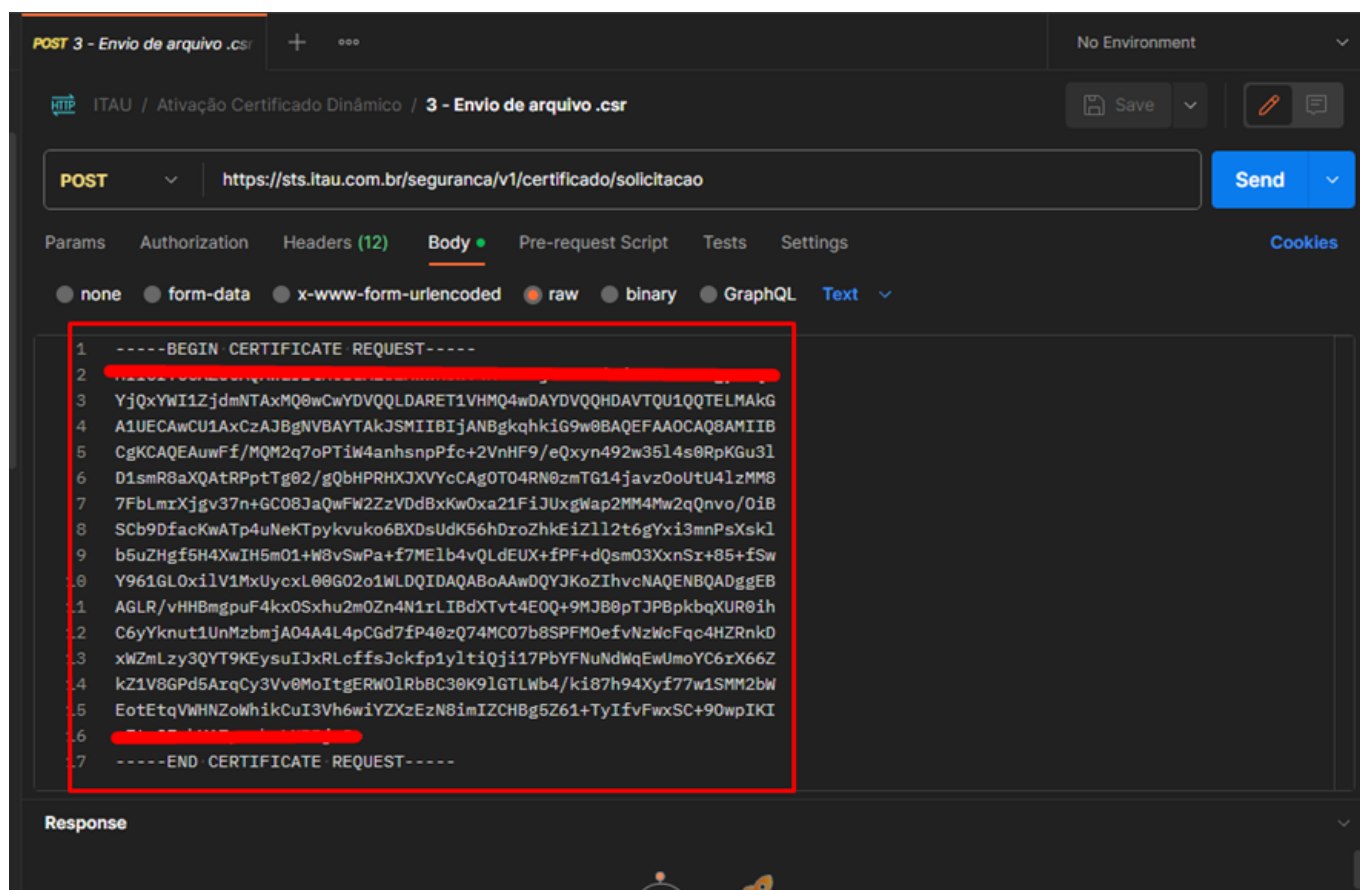 POST 3 - Envio de arquivo .csr
No Environment
HTTP ITAU / Ativação Certificado Dinâmico / 3 - Envio de arquivo .csr
Save
POST https://sts.itau.com.br/seguranca/v1/certificado/solicitacao Send
Params Authorization Headers (12) Body Pre-request Script Tests Settings Cookies
none form-data x-www-form-urlencoded raw binary GraphQL Text
1 -----BEGIN CERTIFICATE REQUEST-----
2
3 YjQxYWI1ZjdmNTAxMQ0wCwYDVQQLDARET1VHMQ4wDAYDVQQHDAVTQU1QQTELMAkG
4 A1UECAwCU1AxCzAJBgNVBAYTAkJSMIIBIjANBgkqhkiG9w0BAQEFAAOCAQ8AMIIB
5 CgKCAQEAuwFf/MQM2q7oPTiW4anhsnpPfc+2VnHF9/eQxyn492w35l4s0RpKGu3l
6 D1smR8aXQAtRPptTg02/gQbHPRHXJXVYcCAgOTO4RN0zmTG14javzOoUtU4lzMM8
7 7FbLmrXjgv37n+GCO8JaQwFW2ZzVDdBxKwOxa21FiJUxgWap2MM4Mw2qQnvo/OiB
8 SCb9DfacKwATp4uNeKTpykvuko6BXDsUdK56hDroZhkEiZll2t6gYxi3mnPsXskl
9 b5uZHgf5H4XwIH5mO1+W8vSwPa+f7MElb4vQLdEUX+fPF+dQsmO3XxnSr+85+fSw
10 Y961GLOxilV1MxUycxL00GO2o1WLDQIDAQABoAAwDQYJKoZIhvcNAQENBQADggEB
11 AGLR/vHHBmgpuF4kxOSxhu2mOZn4N1rLIBdXTvt4EOQ+9MJB0pTJPBpkbqXUR0ih
12 C6yYknut1UnMzbmjAO4A4L4pCGd7fP40zQ74MCO7b8SPFMOefvNzWcFqc4HZRnkD
13 xWZmLzy3QYT9KEysuIJxRLcffsJckfp1yltiQji17PbYFNuNdWqEwUmoYC6rX66Z
14 kZ1V8GPd5ArqCy3Vv0MoItgERWOlRbBC30K9lGTLWb4/ki87h94Xyf77w1SMM2bW
15 EotEtqVWHNZoWhikCuI3Vh6wiYZXzEzN8imIZCHBg5Z61+TyIfvFwxSC+9OwpIKI
16
17 -----END CERTIFICATE REQUEST-----
Response